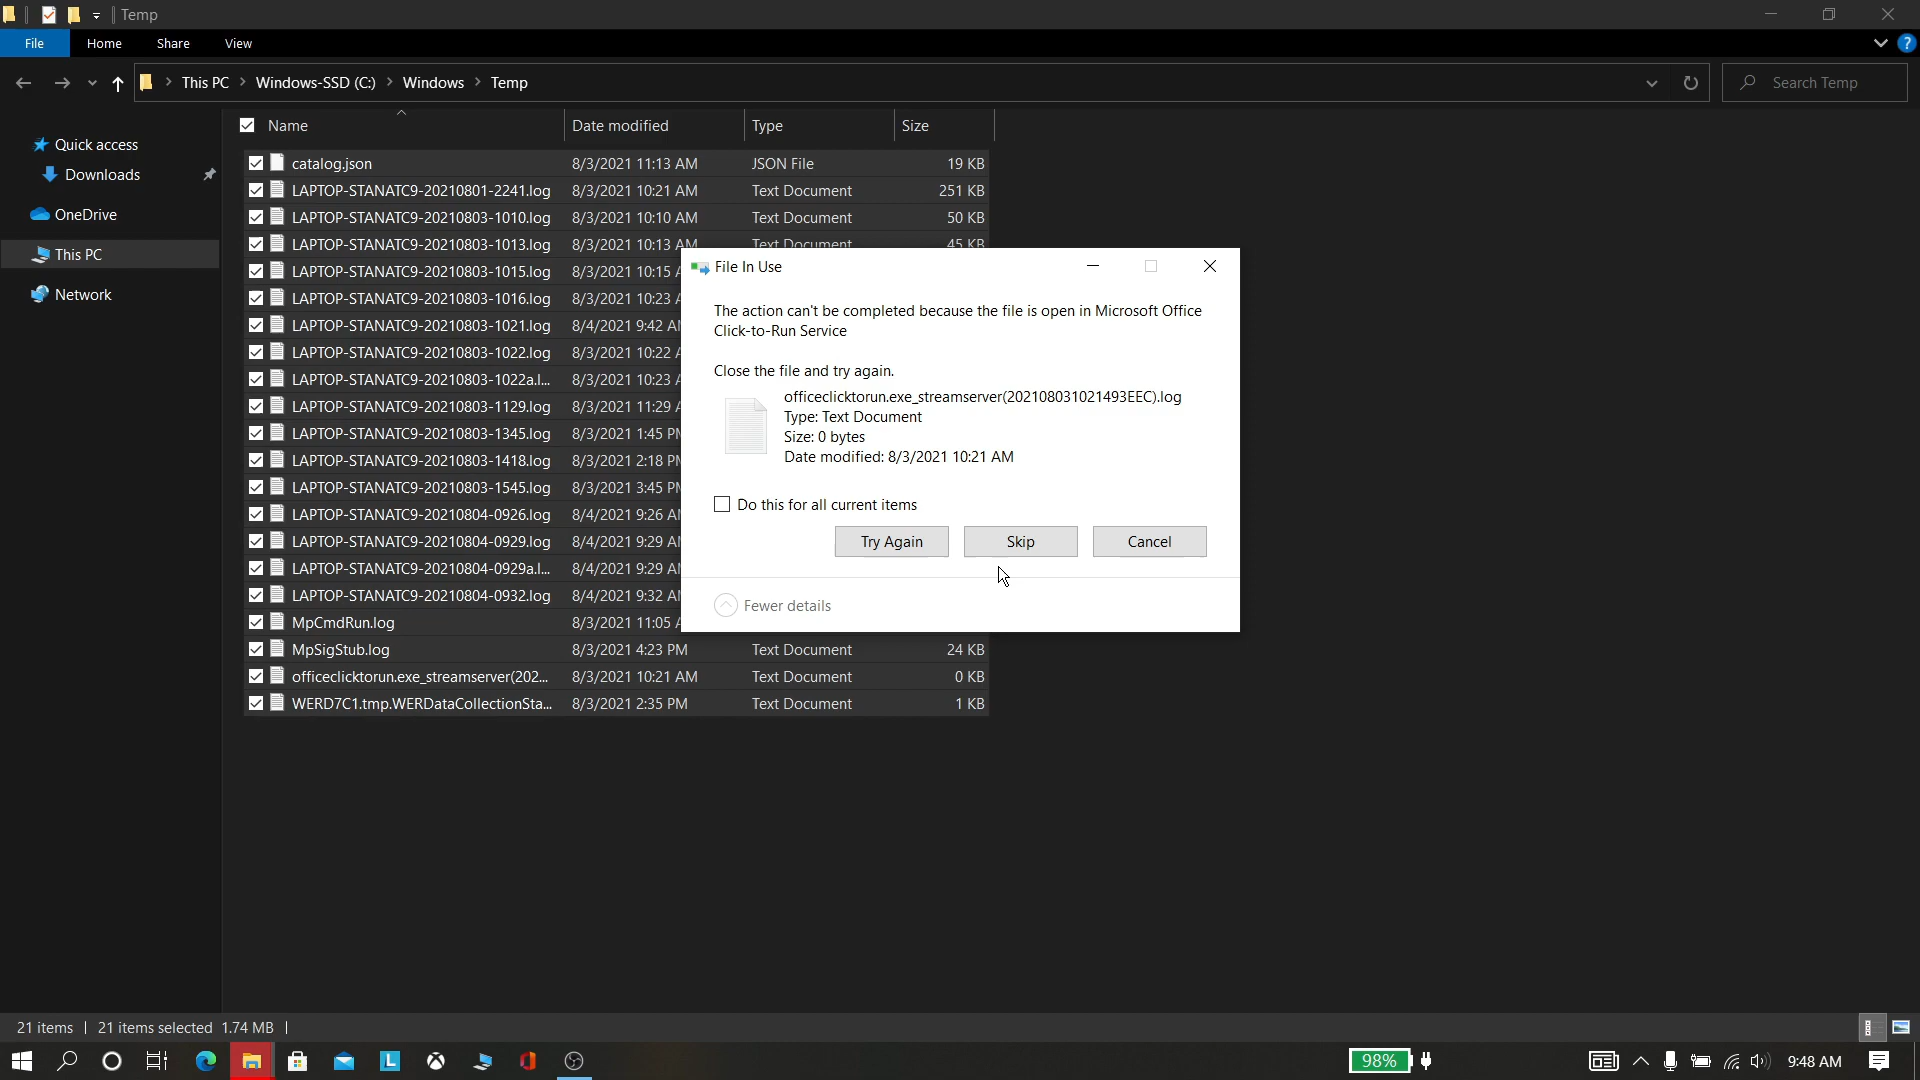 Temp
File Home Share View
This PC > Windows-SSD (C:) > Windows > Temp
Search Temp
Quick access
Downloads
OneDrive
This PC
Network
Name Date modified Type Size
catalog.json 8/3/2021 11:13 AM JSON File 19 KB
LAPTOP-STANATC9-20210801-2241.log 8/3/2021 10:21 AM Text Document 251 KB
LAPTOP-STANATC9-20210803-1010.log 8/3/2021 10:10 AM Text Document 50 KB
LAPTOP-STANATC9-20210803-1013.log 8/3/2021 10:13 AM Text Document 45 KB
LAPTOP-STANATC9-20210803-1015.log 8/3/2021 10:15 A
LAPTOP-STANATC9-20210803-1016.log 8/3/2021 10:23 A
LAPTOP-STANATC9-20210803-1021.log 8/4/2021 9:42 AM
LAPTOP-STANATC9-20210803-1022.log 8/3/2021 10:22 A
LAPTOP-STANATC9-20210803-1022a.l... 8/3/2021 10:23 A
LAPTOP-STANATC9-20210803-1129.log 8/3/2021 11:29 A
LAPTOP-STANATC9-20210803-1345.log 8/3/2021 1:45 PM
LAPTOP-STANATC9-20210803-1418.log 8/3/2021 2:18 PM
LAPTOP-STANATC9-20210803-1545.log 8/3/2021 3:45 PM
LAPTOP-STANATC9-20210804-0926.log 8/4/2021 9:26 AM
LAPTOP-STANATC9-20210804-0929.log 8/4/2021 9:29 AM
LAPTOP-STANATC9-20210804-0929a.l... 8/4/2021 9:29 AM
LAPTOP-STANATC9-20210804-0932.log 8/4/2021 9:32 AM
MpCmdRun.log 8/3/2021 11:05 A
MpSigStub.log 8/3/2021 4:23 PM Text Document 24 KB
officeclicktorun.exe_streamserver(202... 8/3/2021 10:21 AM Text Document 0 KB
WERD7C1.tmp.WERDataCollectionSta... 8/3/2021 2:35 PM Text Document 1 KB
File In Use
The action can't be completed because the file is open in Microsoft Office
Click-to-Run Service
Close the file and try again.
officeclicktorun.exe_streamserver(202108031021493EEC).log
Type: Text Document
Size: 0 bytes
Date modified: 8/3/2021 10:21 AM
Do this for all current items
Try Again Skip Cancel
Fewer details
21 items 21 items selected 1.74 MB
98% 9:48 AM